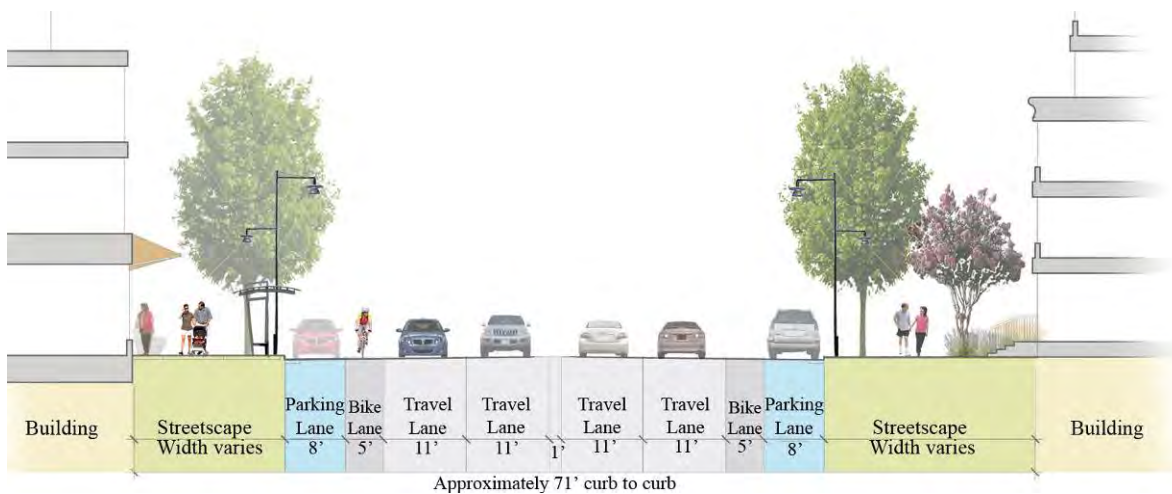 Building
Streetscape
Width varies
Parking
Lane
8’
Bike
Lane
5’
Travel
Lane
11’
Travel
Lane
11’
1’
Travel
Lane
11’
Travel
Lane
11’
Bike
Lane
5’
Parking
Lane
8’
Streetscape
Width varies
Building
Approximately 71’ curb to curb